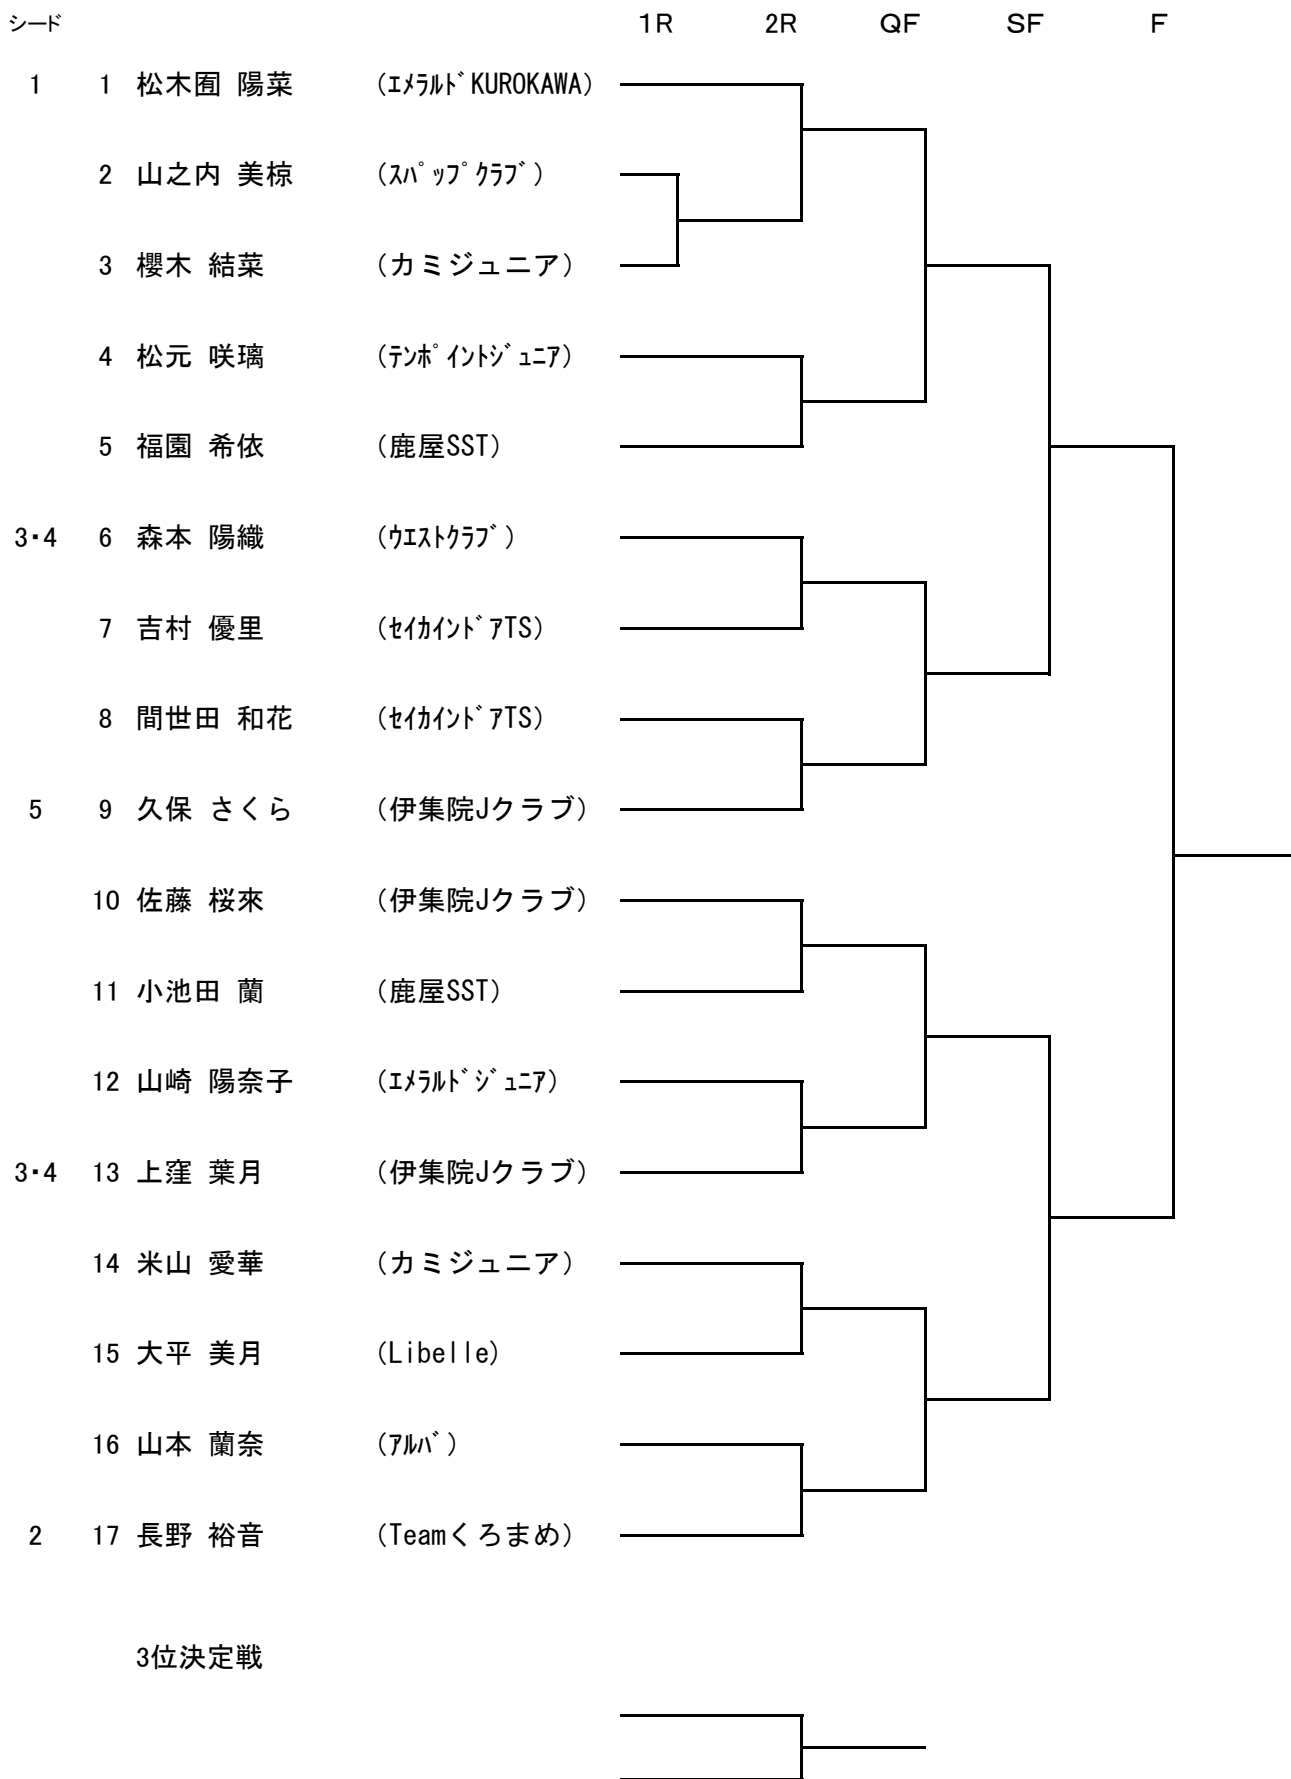 シード 1R 2R QF SF F
1 1 松木囿 陽菜 (ｴﾒﾗﾙﾄﾞKUROKAWA)
2 山之内 美椋 (ｽﾊﾟｯﾌﾟｸﾗﾌﾞ)
3 櫻木 結菜 (カミジュニア)
4 松元 咲璃 (ﾃﾝﾎﾟｲﾝﾄｼﾞｭﾆｱ)
5 福園 希依 (鹿屋SST)
3・4 6 森本 陽織 (ｳｴｽﾄｸﾗﾌﾞ)
7 吉村 優里 (ｾｲｶｲﾝﾄﾞｱTS)
8 間世田 和花 (ｾｲｶｲﾝﾄﾞｱTS)
5 9 久保 さくら (伊集院Jクラブ)
10 佐藤 桜來 (伊集院Jクラブ)
11 小池田 蘭 (鹿屋SST)
12 山崎 陽奈子 (ｴﾒﾗﾙﾄﾞｼﾞｭﾆｱ)
3・4 13 上窪 葉月 (伊集院Jクラブ)
14 米山 愛華 (カミジュニア)
15 大平 美月 (Libelle)
16 山本 蘭奈 (ｱﾙﾊﾞ)
2 17 長野 裕音 (Teamくろまめ)
3位決定戦